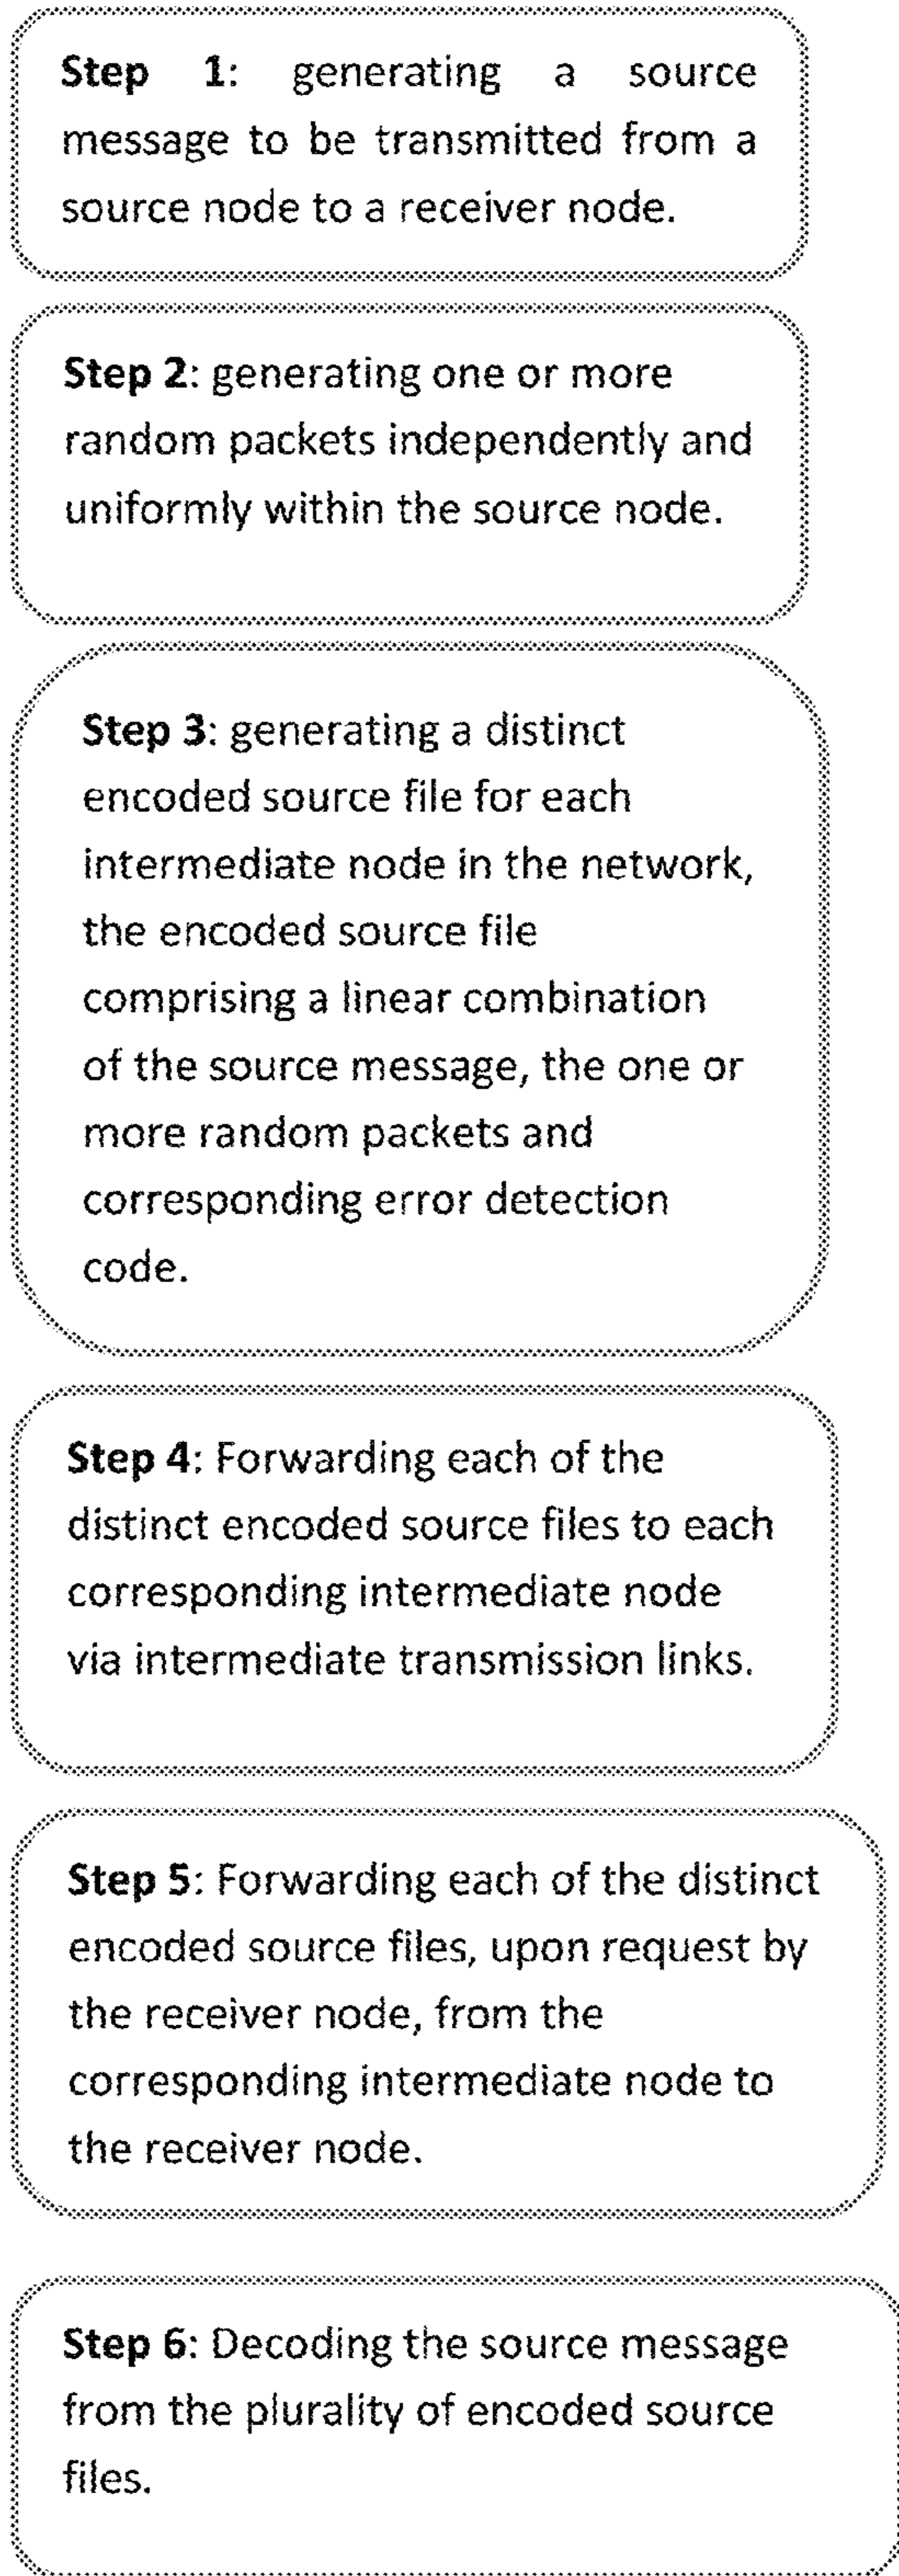 Step 1: generating a source
message to be transmitted from a
source node to a receiver node.
Step 2: generating one or more
random packets independently and
uniformly within the source node.
Step 3: generating a distinct
encoded source file for each
intermediate node in the network,
the encoded source file
comprising a linear combination
of the source message, the one or
more random packets and
corresponding error detection
code.
Step 4: Forwarding each of the
distinct encoded source files to each
corresponding intermediate node
via intermediate transmission links.
Step 5: Forwarding each of the distinct
encoded source files, upon request by
the receiver node, from the
corresponding intermediate node to
the receiver node.
Step 6: Decoding the source message
from the plurality of encoded source
files.